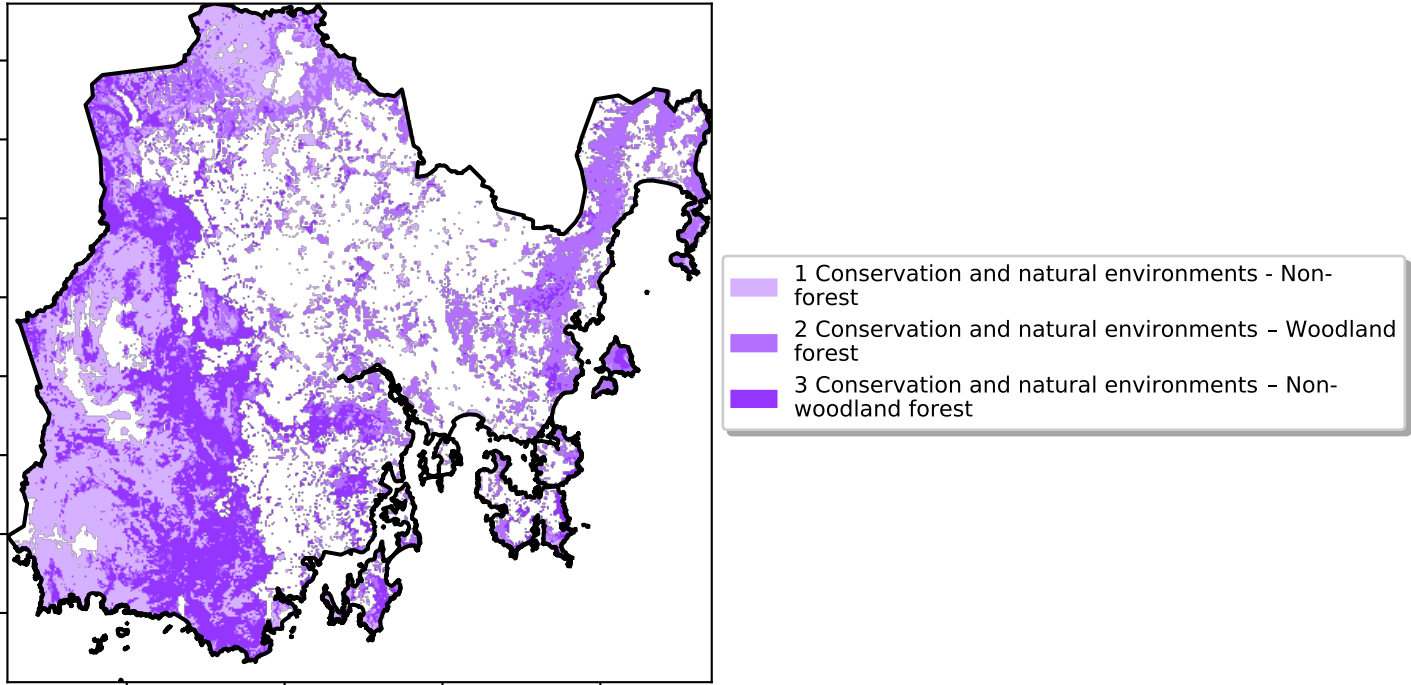 1 Conservation and natural environments - Non-
forest
2 Conservation and natural environments – Woodland
forest
3 Conservation and natural environments – Non-
woodland forest